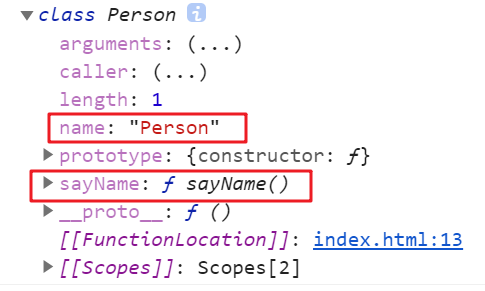 ▼ class Person i
arguments: (...)
caller: (...)
length: 1
name: "Person"
▶ prototype: {constructor: ƒ}
▶ sayName: ƒ sayName()
▶ __proto__: ƒ ()
[[FunctionLocation]]: index.html:13
▶ [[Scopes]]: Scopes[2]